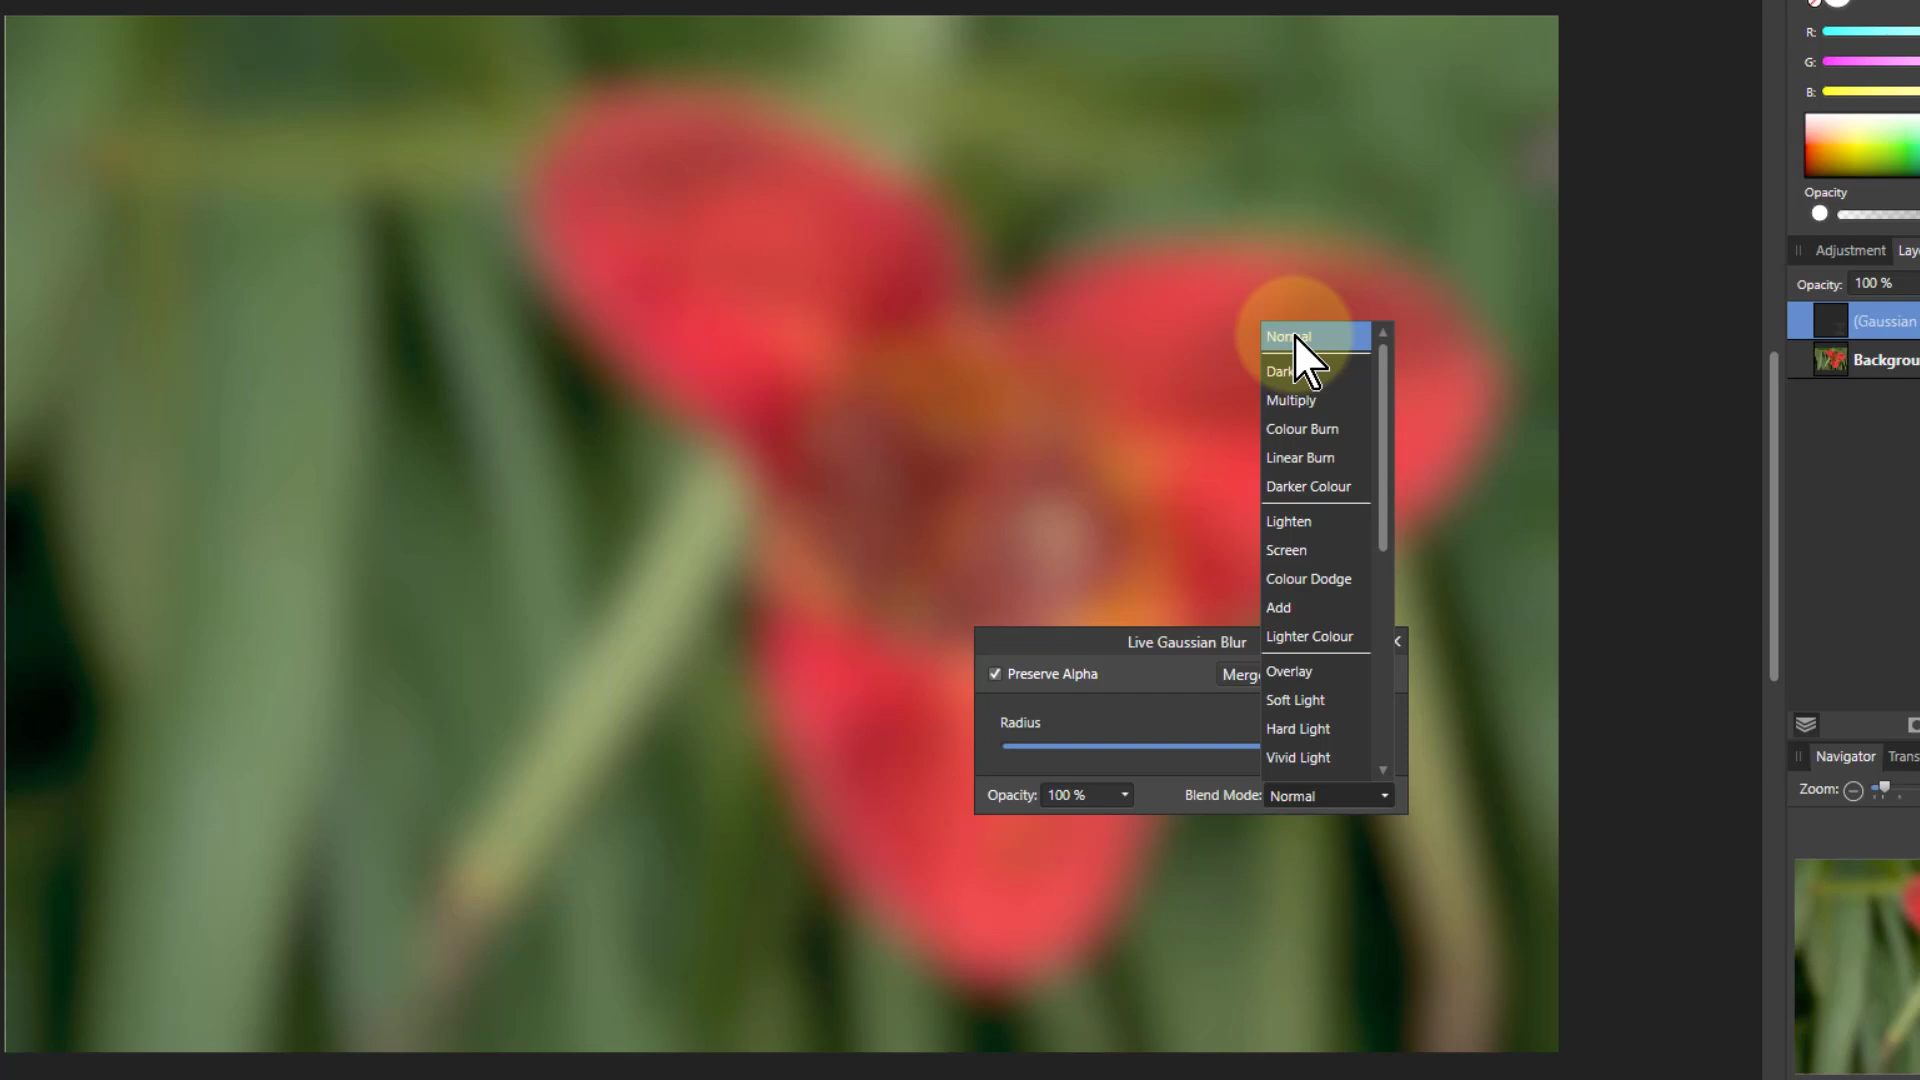 R:
G:
B:
Opacity
Adjustment
Opacity: 100 %
(Gaussian
Normal
Multiply
Colour Burn
Linear Burn
Darker Colour
Lighten
Screen
Colour Dodge
Add
Lighter Colour
Overlay
Soft Light
Hard Light
Vivid Light
Live Gaussian Blur
Preserve Alpha
Radius
Opacity: 100 %
Blend Mode: Normal
Navigator
Zoom: